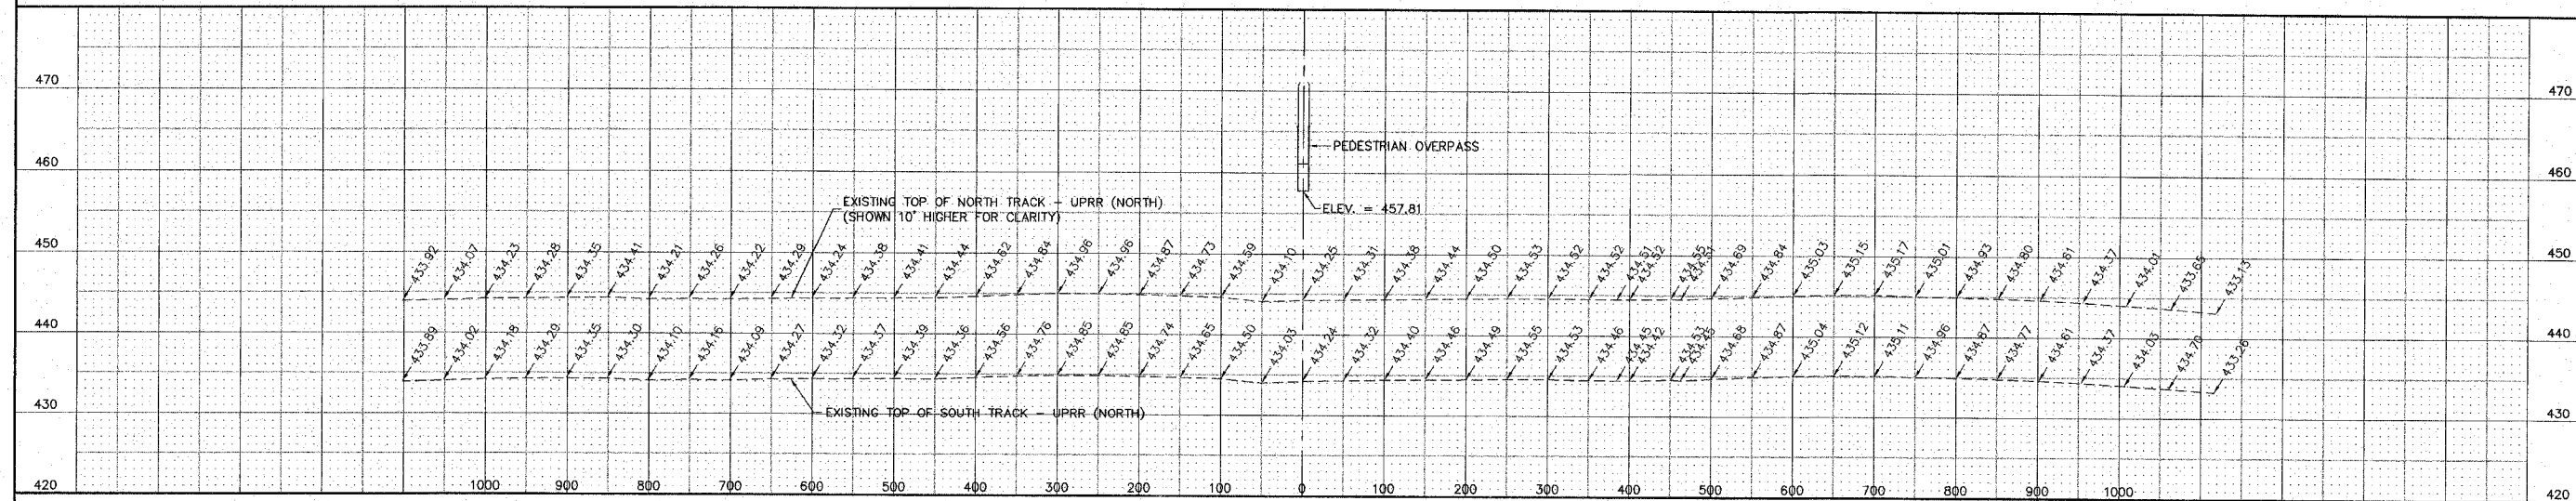 470 470
PEDESTRIAN OVERPASS
460 460
EXISTING TOP OF NORTH TRACK - UPRR (NORTH)
(SHOWN 10' HIGHER FOR CLARITY)
ELEV. = 457.81
450 450
433.92 434.07 434.23 434.28 434.35 434.41 434.21 434.26 434.22 434.29 434.24 434.38 434.41 434.44 434.62 434.84 434.96 434.96 434.87 434.73 434.59 434.10 434.25 434.31 434.38 434.44 434.50 434.53 434.52 434.52 434.51 434.52 434.55 434.51 434.69 434.84 435.03 435.15 435.17 435.01 434.93 434.80 434.61 434.37 434.01 433.65 433.13
440 440
433.89 434.02 434.18 434.29 434.35 434.30 434.10 434.16 434.09 434.27 434.32 434.37 434.39 434.36 434.56 434.76 434.85 434.85 434.74 434.65 434.50 434.03 434.24 434.32 434.40 434.46 434.49 434.55 434.53 434.46 434.45 434.42 434.53 434.45 434.68 434.87 435.04 435.12 435.11 434.96 434.87 434.77 434.61 434.37 434.03 434.70 433.26
430 430
EXISTING TOP OF SOUTH TRACK - UPRR (NORTH)
420 1000 900 800 700 600 500 400 300 200 100 0 100 200 300 400 500 600 700 800 900 1000 420